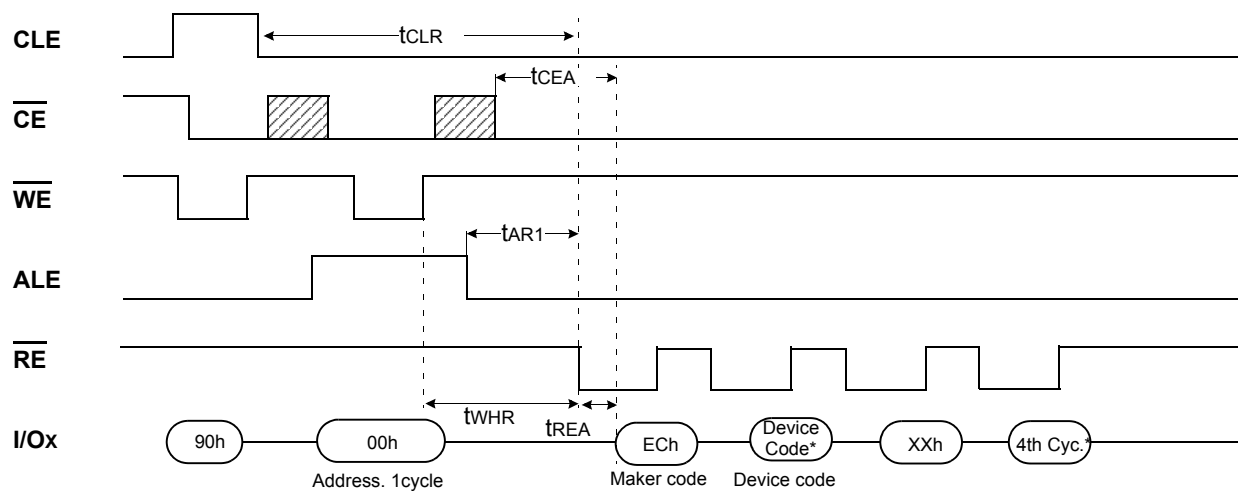 CLE
tCLR
tCEA
CE
WE
tAR1
ALE
RE
tWHR
tREA
I/Ox
90h
00h
ECh
Device
Code*
XXh
4th Cyc.*
Address. 1cycle
Maker code
Device code